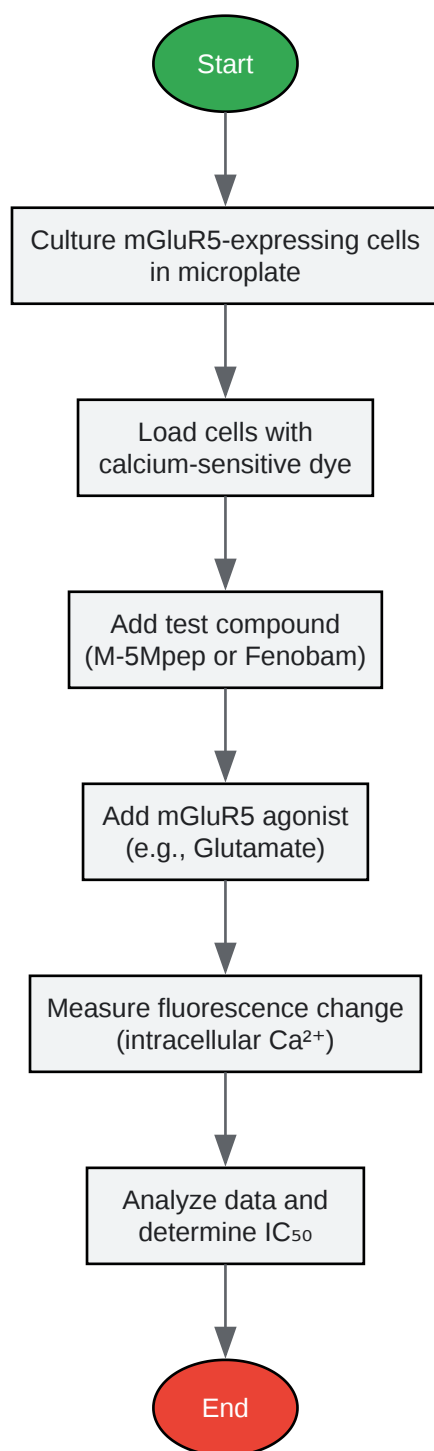 Start
Culture mGluR5-expressing cells
in microplate
Load cells with
calcium-sensitive dye
Add test compound
(M-5Mpep or Fenobam)
Add mGluR5 agonist
(e.g., Glutamate)
Measure fluorescence change
(intracellular Ca²⁺)
Analyze data and
determine IC₅₀
End